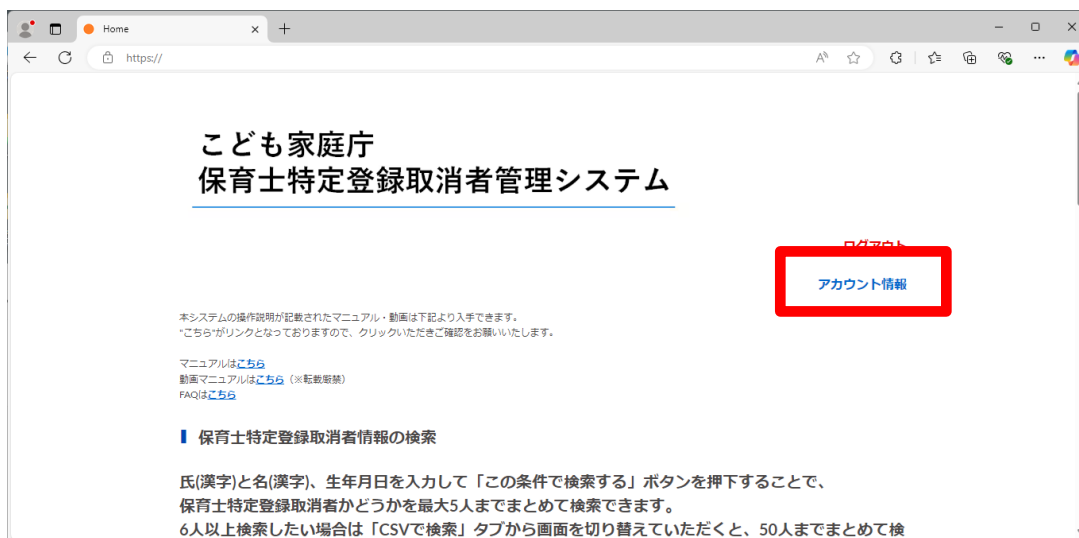 Home
https://
こども家庭庁
保育士特定登録取消者管理システム
ログアウト
アカウント情報
本システムの操作説明が記載されたマニュアル・動画は下記より入手できます。
"こちら"がリンクとなっておりますので、クリックいただきご確認をお願いいたします。
マニュアルはこちら
動画マニュアルはこちら（※転載厳禁）
FAQはこちら
保育士特定登録取消者情報の検索
氏(漢字)と名(漢字)、生年月日を入力して「この条件で検索する」ボタンを押下することで、
保育士特定登録取消者かどうかを最大5人までまとめて検索できます。
6人以上検索したい場合は「CSVで検索」タブから画面を切り替えていただくと、50人までまとめて検